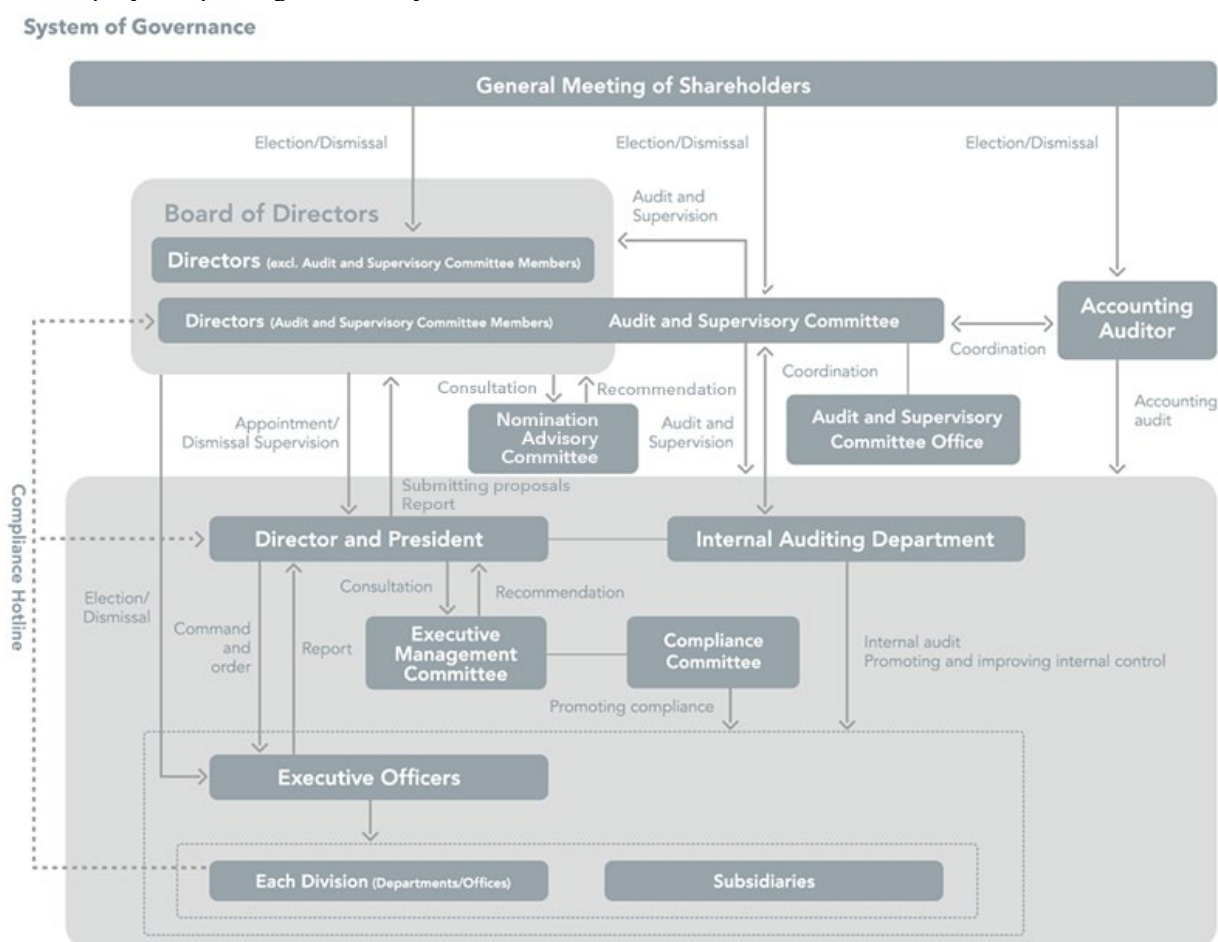 System of Governance
General Meeting of Shareholders
Election/Dismissal
Election/Dismissal
Election/Dismissal
Audit and
Supervision
Board of Directors
Directors (excl. Audit and Supervisory Committee Members)
Directors (Audit and Supervisory Committee Members)
Audit and Supervisory Committee
Accounting
Auditor
Coordination
Consultation
Recommendation
Coordination
Appointment/
Dismissal Supervision
Nomination
Advisory
Committee
Audit and
Supervision
Audit and Supervisory
Committee Office
Accounting
audit
Submitting proposals
Report
Compliance Hotline
Director and President
Internal Auditing Department
Consultation
Recommendation
Election/
Dismissal
Command
and
order
Report
Executive
Management
Committee
Compliance
Committee
Internal audit
Promoting and improving internal control
Promoting compliance
Executive Officers
Each Division (Departments/Offices)
Subsidiaries